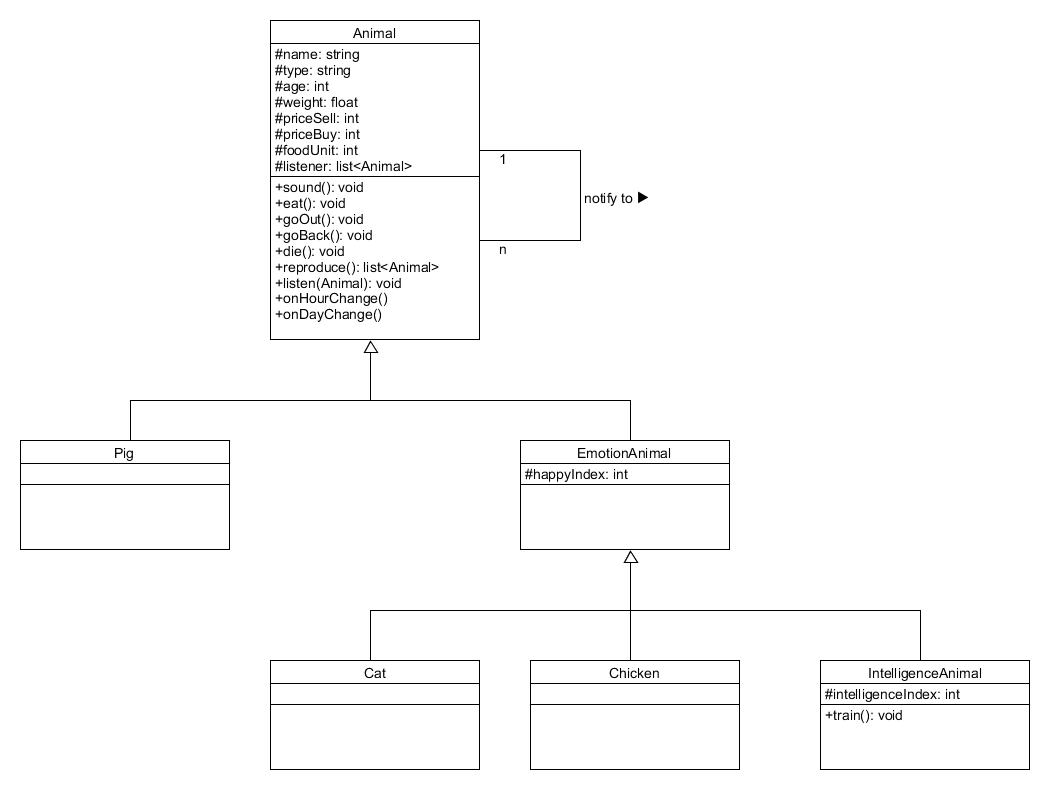 Animal
#name: string
#type: string
#age: int
#weight: float
#priceSell: int
#priceBuy: int
#foodUnit: int
#listener: list<Animal>
+sound(): void
+eat(): void
+goOut(): void
+goBack(): void
+die(): void
+reproduce(): list<Animal>
+listen(Animal): void
+onHourChange()
+onDayChange()
1
notify to ▶
n
Pig
EmotionAnimal
#happyIndex: int
Cat
Chicken
IntelligenceAnimal
#intelligenceIndex: int
+train(): void